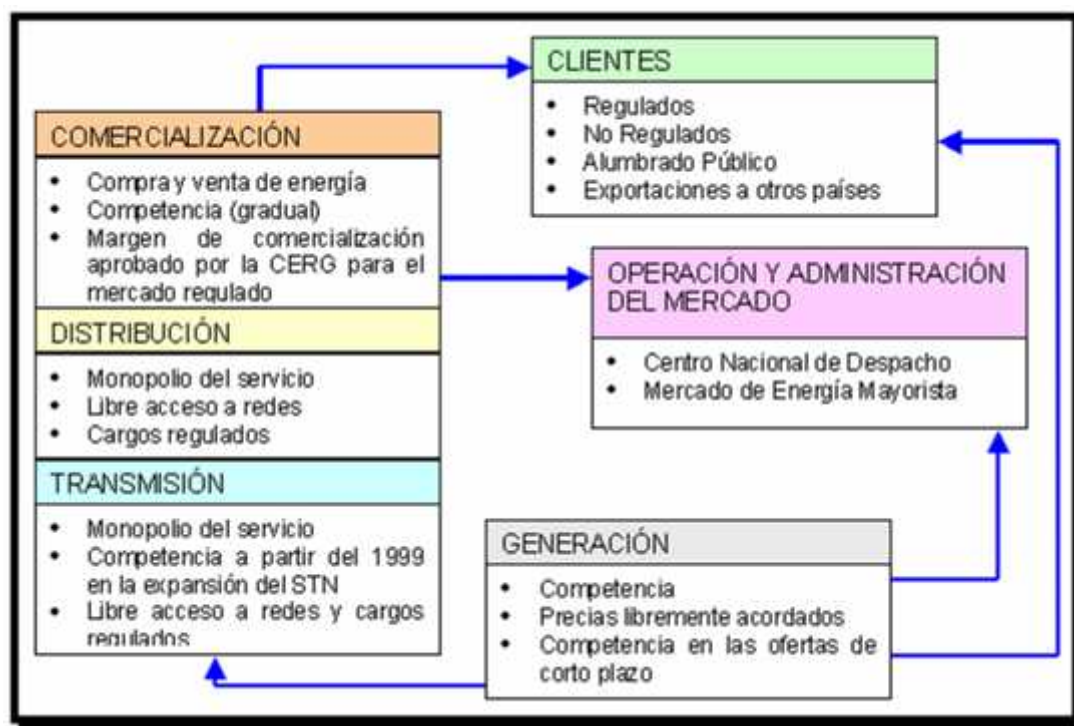 CLIENTES
• Regulados
• No Regulados
• Alumbrado Público
• Exportaciones a otros países
COMERCIALIZACIÓN
• Compra y venta de energía
• Competencia (gradual)
• Margen de comercialización
aprobado por la CERG para el
mercado regulado
DISTRIBUCIÓN
• Monopolio del servicio
• Libre acceso a redes
• Cargos regulados
TRANSMISIÓN
• Monopolio del servicio
• Competencia a partir del 1999
en la expansión del STN
• Libre acceso a redes y cargos
regulados
OPERACIÓN Y ADMINISTRACIÓN
DEL MERCADO
• Centro Nacional de Despacho
• Mercado de Energía Mayorista
GENERACIÓN
• Competencia
• Precias libremente acordados
• Competencia en las ofertas de
corto plazo